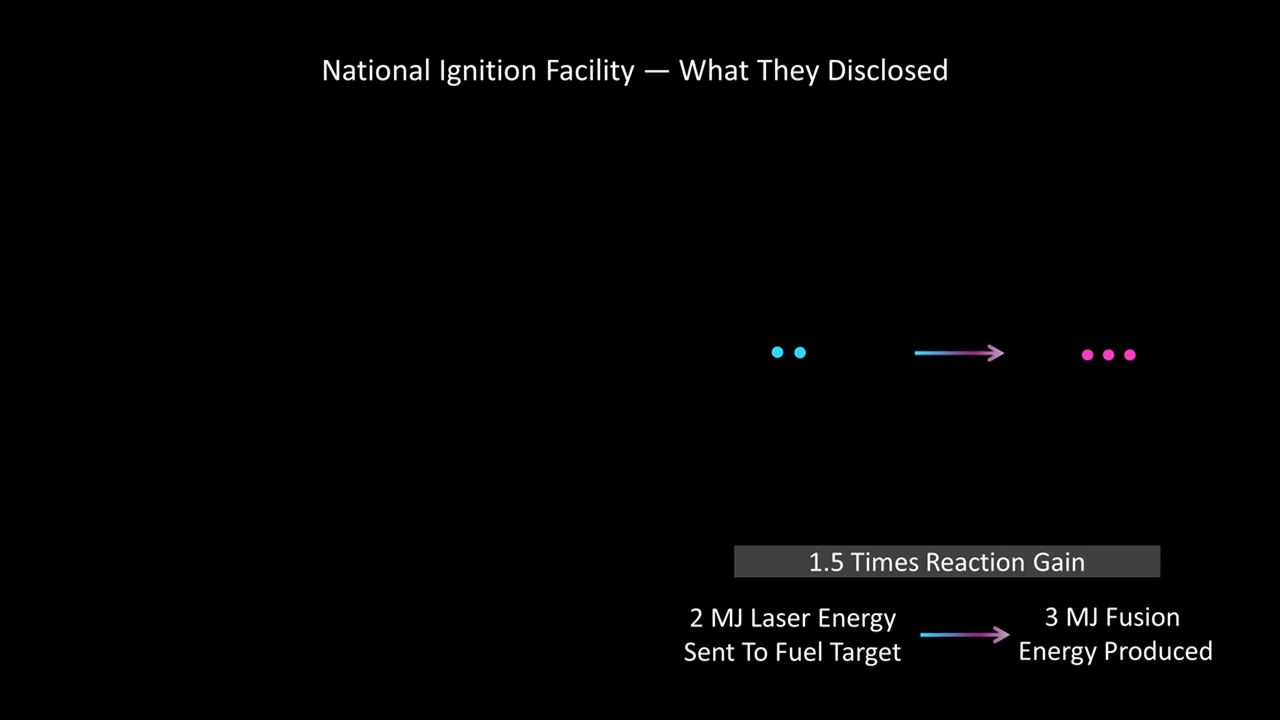 National Ignition Facility — What They Disclosed
1.5 Times Reaction Gain
2 MJ Laser Energy
Sent To Fuel Target
3 MJ Fusion
Energy Produced